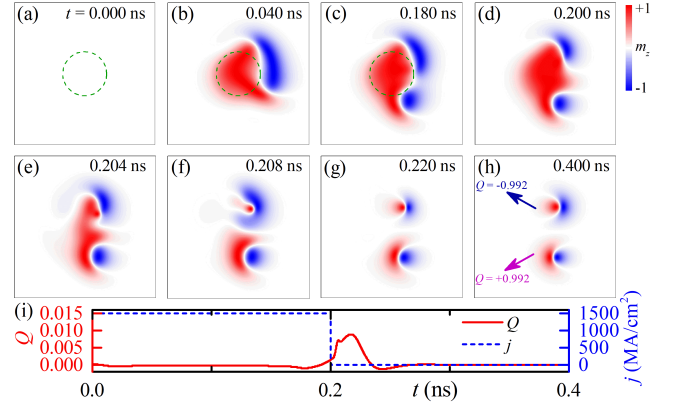 (a) t = 0.000 ns (b) 0.040 ns (c) 0.180 ns (d) 0.200 ns +1
m_z
-1
(e) 0.204 ns (f) 0.208 ns (g) 0.220 ns (h) 0.400 ns
Q = -0.992
Q = +0.992
(i)
0.015 1500
0.010 1000
0.005 500
0.000 0
Q
Q
j
j (MA/cm²)
0.0 0.2 t (ns) 0.4